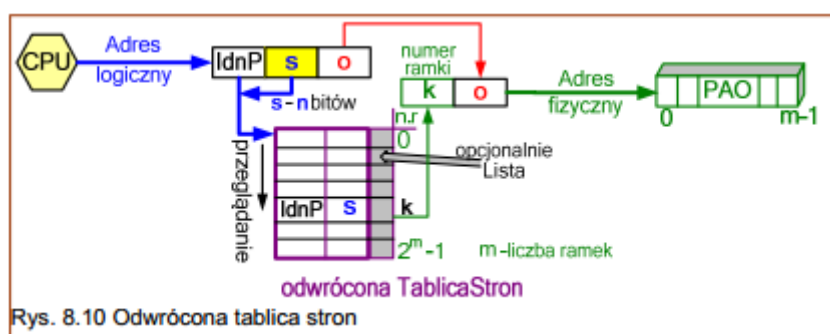 CPU
Adres
logiczny
IdnP s o
s-n bitów
przeglądanie
numer
ramki
k o
n.r
0
Adres
fizyczny
PAO
0 m-1
opcjonalnie
Lista
IdnP s k
2^m-1
m-liczba ramek
odwrócona TablicaStron
Rys. 8.10 Odwrócona tablica stron